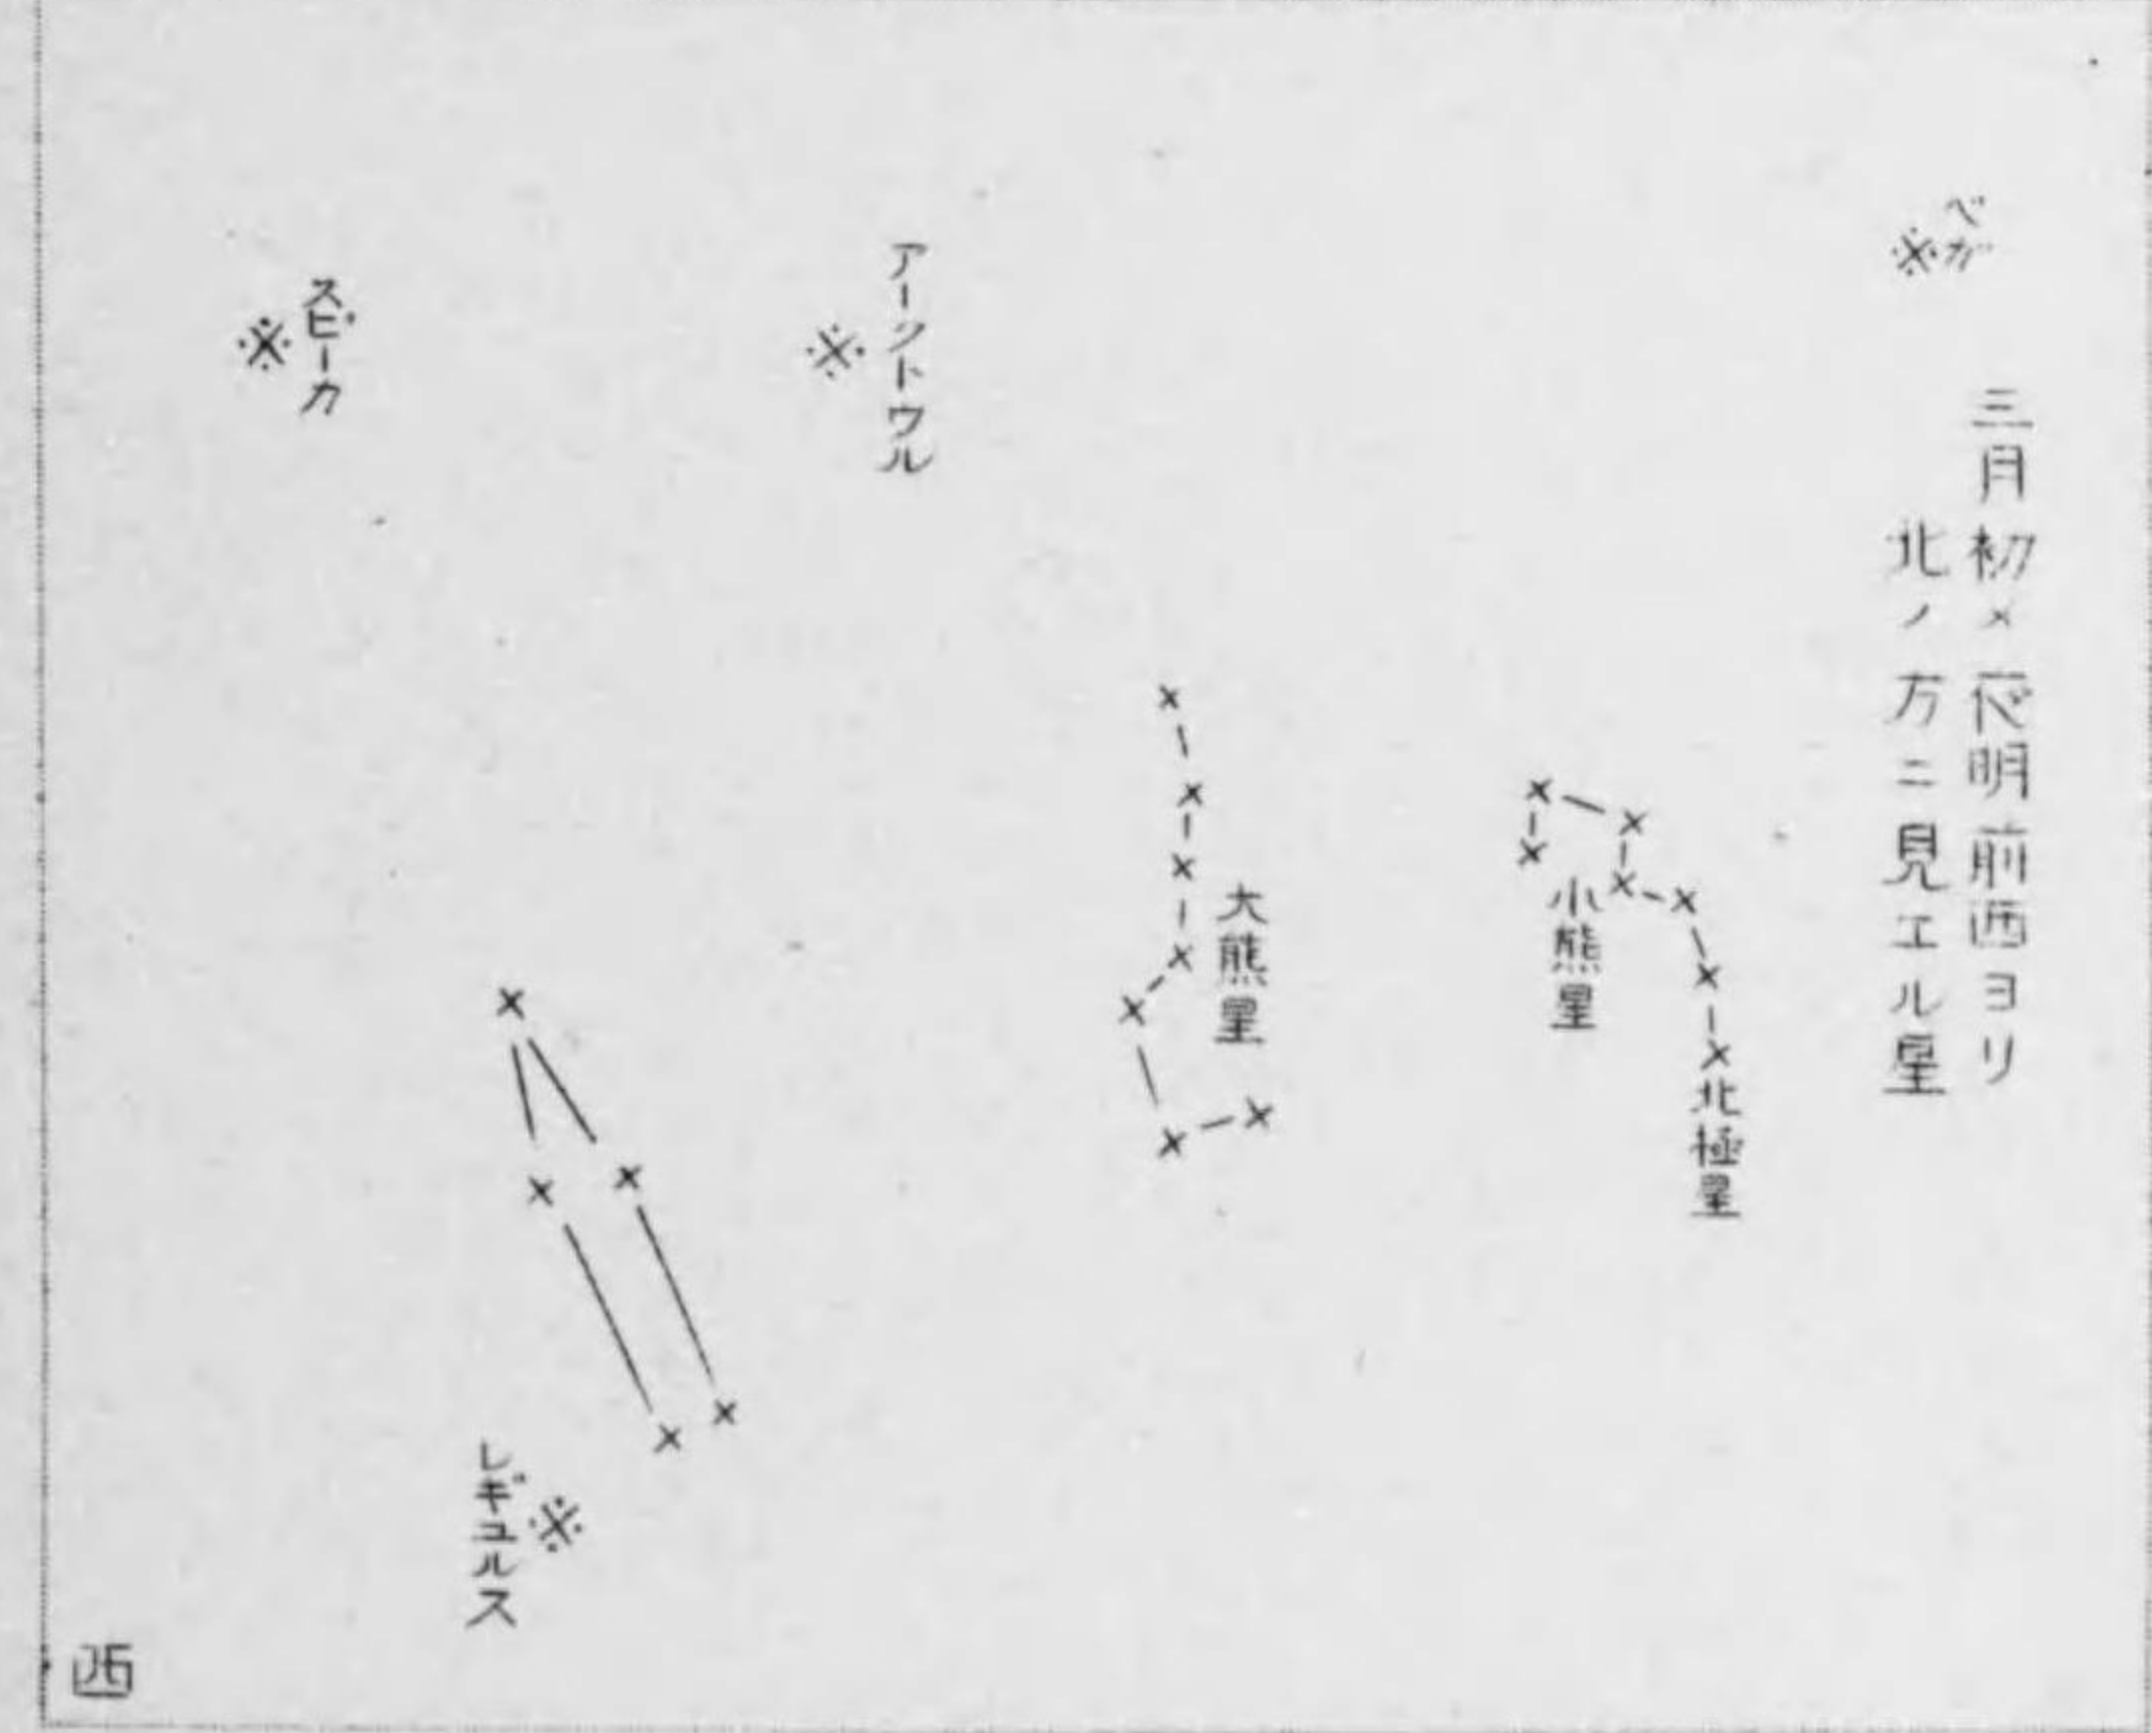 三月初メ夜明前西ヨリ
北ノ方ニ見エル星
ベガ
北極星
小熊星
大熊星
アークトウル
スピーカ
レギュルス
西